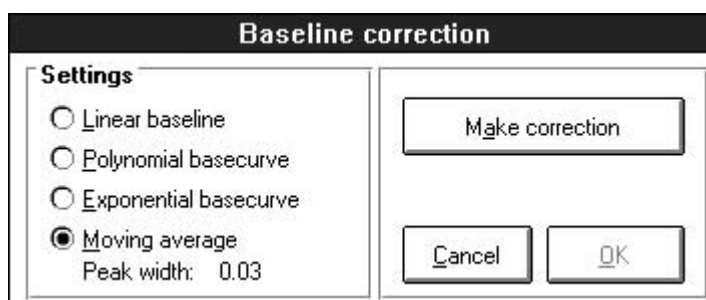 Baseline correction
Settings
Linear baseline
Polynomial basecurve
Exponential basecurve
Moving average
Peak width: 0.03
Make correction
Cancel
OK